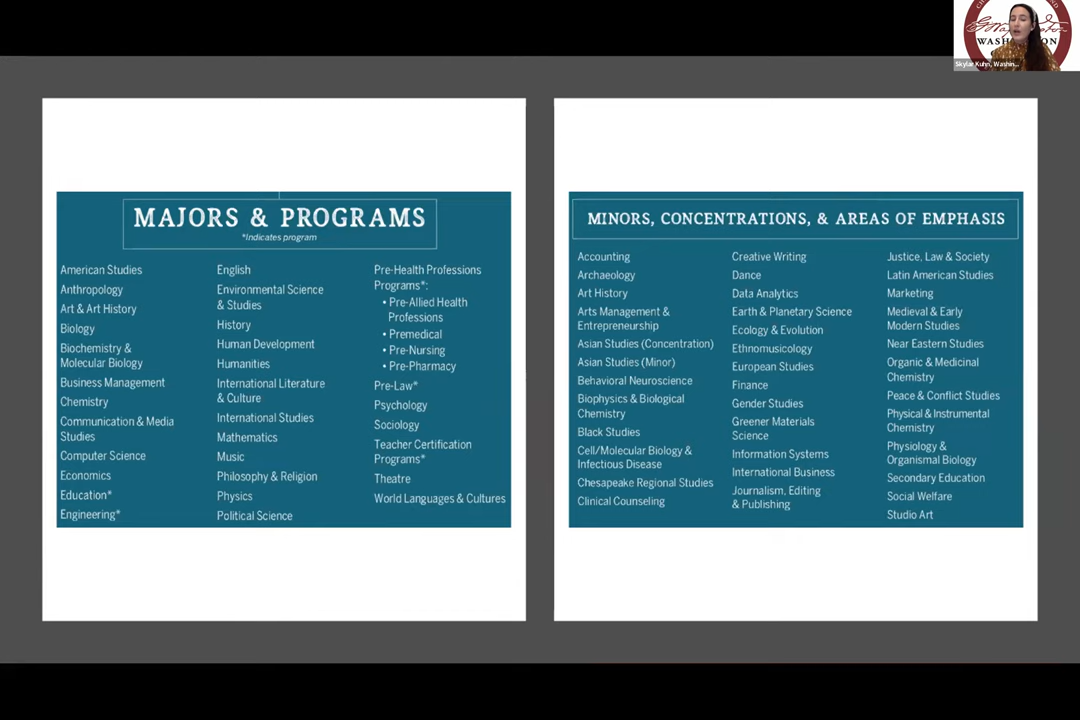 WASH
ON
Skylar Kuhn, Washin...
MAJORS & PROGRAMS
*Indicates program
American Studies
Anthropology
Art & Art History
Biology
Biochemistry &
Molecular Biology
Business Management
Chemistry
Communication & Media
Studies
Computer Science
Economics
Education*
Engineering*
English
Environmental Science
& Studies
History
Human Development
Humanities
International Literature
& Culture
International Studies
Mathematics
Music
Philosophy & Religion
Physics
Political Science
Pre-Health Professions
Programs*:
• Pre-Allied Health
Professions
• Premedical
• Pre-Nursing
• Pre-Pharmacy
Pre-Law*
Psychology
Sociology
Teacher Certification
Programs*
Theatre
World Languages & Cultures
MINORS, CONCENTRATIONS, & AREAS OF EMPHASIS
Accounting
Archaeology
Art History
Arts Management &
Entrepreneurship
Asian Studies (Concentration)
Asian Studies (Minor)
Behavioral Neuroscience
Biophysics & Biological
Chemistry
Black Studies
Cell/Molecular Biology &
Infectious Disease
Chesapeake Regional Studies
Clinical Counseling
Creative Writing
Dance
Data Analytics
Earth & Planetary Science
Ecology & Evolution
Ethnomusicology
European Studies
Finance
Gender Studies
Greener Materials
Science
Information Systems
International Business
Journalism, Editing
& Publishing
Justice, Law & Society
Latin American Studies
Marketing
Medieval & Early
Modern Studies
Near Eastern Studies
Organic & Medicinal
Chemistry
Peace & Conflict Studies
Physical & Instrumental
Chemistry
Physiology &
Organismal Biology
Secondary Education
Social Welfare
Studio Art